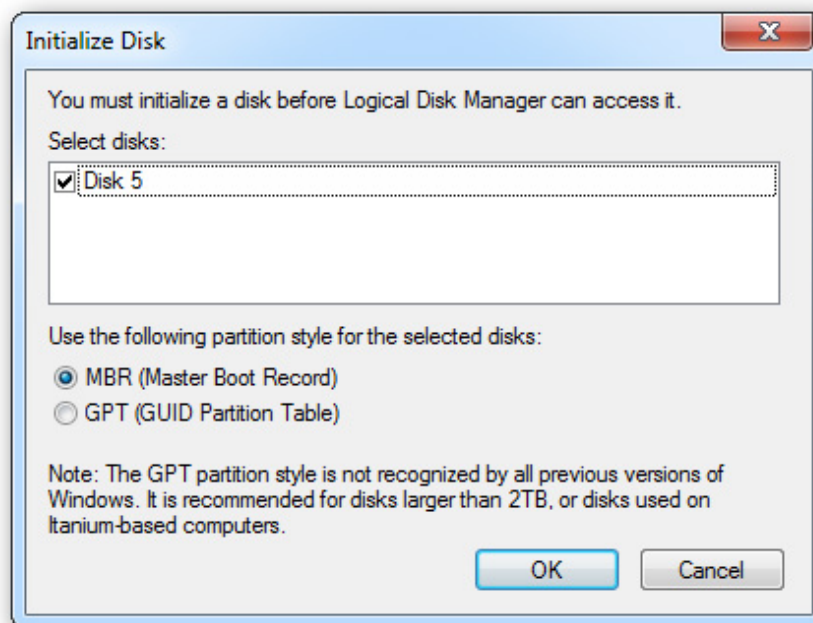 Initialize Disk
You must initialize a disk before Logical Disk Manager can access it.
Select disks:
Disk 5
Use the following partition style for the selected disks:
MBR (Master Boot Record)
GPT (GUID Partition Table)
Note: The GPT partition style is not recognized by all previous versions of
Windows. It is recommended for disks larger than 2TB, or disks used on
Itanium-based computers.
OK Cancel